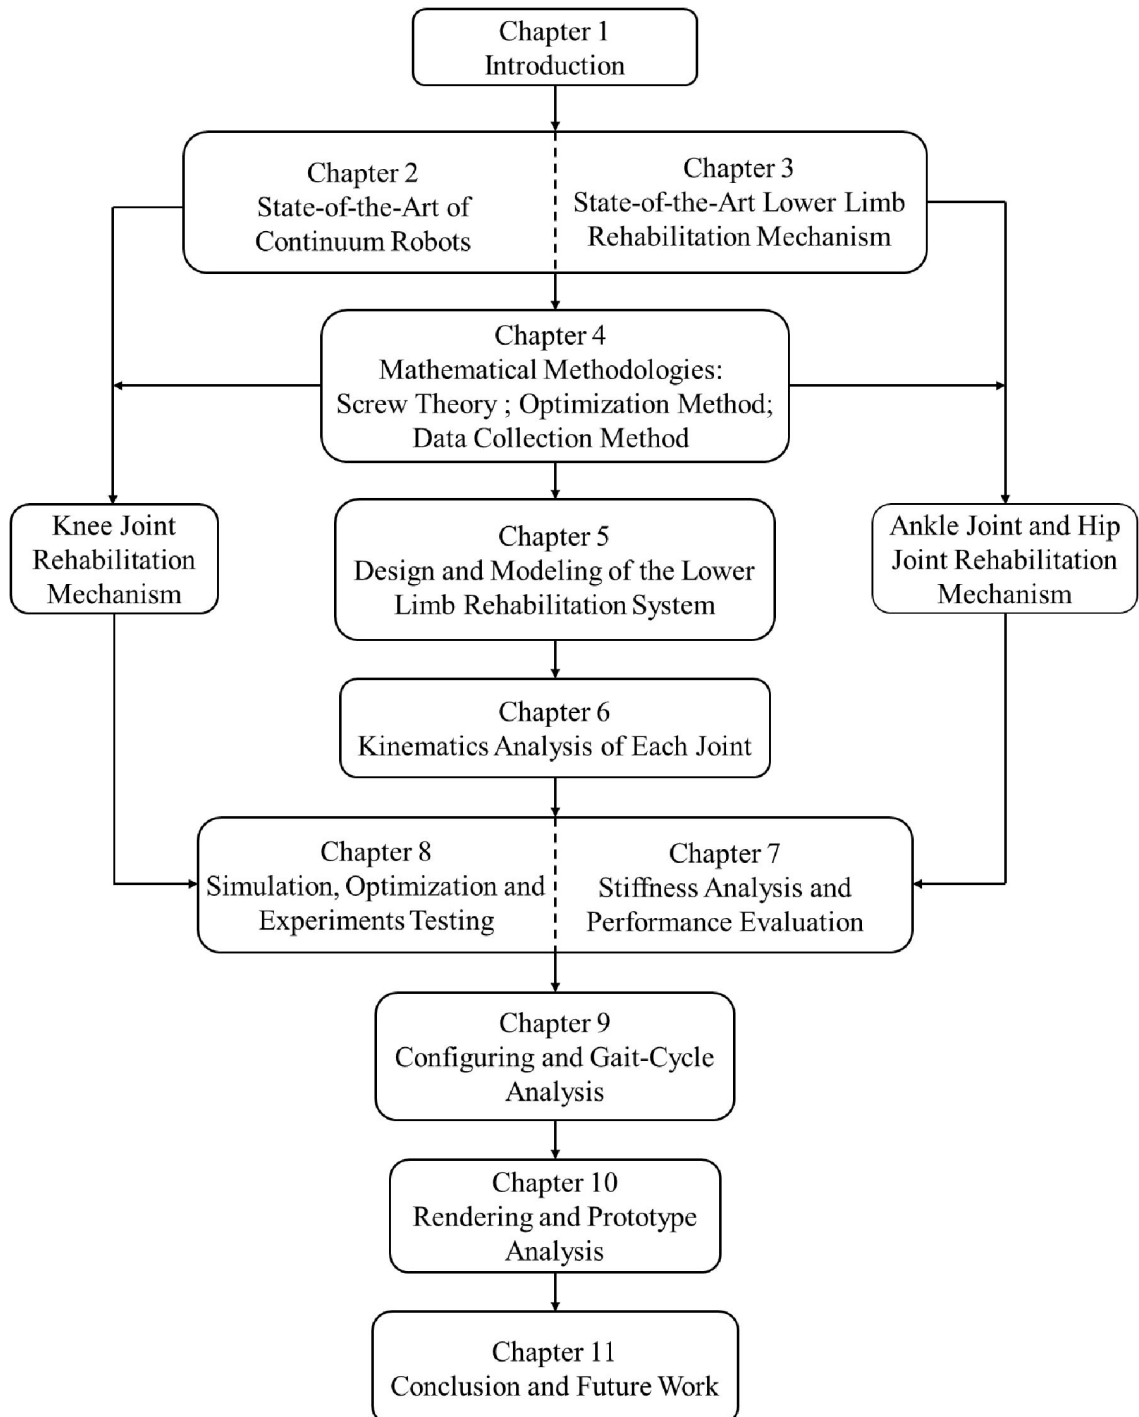 Chapter 1
Introduction
Chapter 2
State-of-the-Art of
Continuum Robots
Chapter 3
State-of-the-Art Lower Limb
Rehabilitation Mechanism
Chapter 4
Mathematical Methodologies:
Screw Theory ; Optimization Method;
Data Collection Method
Knee Joint
Rehabilitation
Mechanism
Chapter 5
Design and Modeling of the Lower
Limb Rehabilitation System
Ankle Joint and Hip
Joint Rehabilitation
Mechanism
Chapter 6
Kinematics Analysis of Each Joint
Chapter 8
Simulation, Optimization and
Experiments Testing
Chapter 7
Stiffness Analysis and
Performance Evaluation
Chapter 9
Configuring and Gait-Cycle
Analysis
Chapter 10
Rendering and Prototype
Analysis
Chapter 11
Conclusion and Future Work